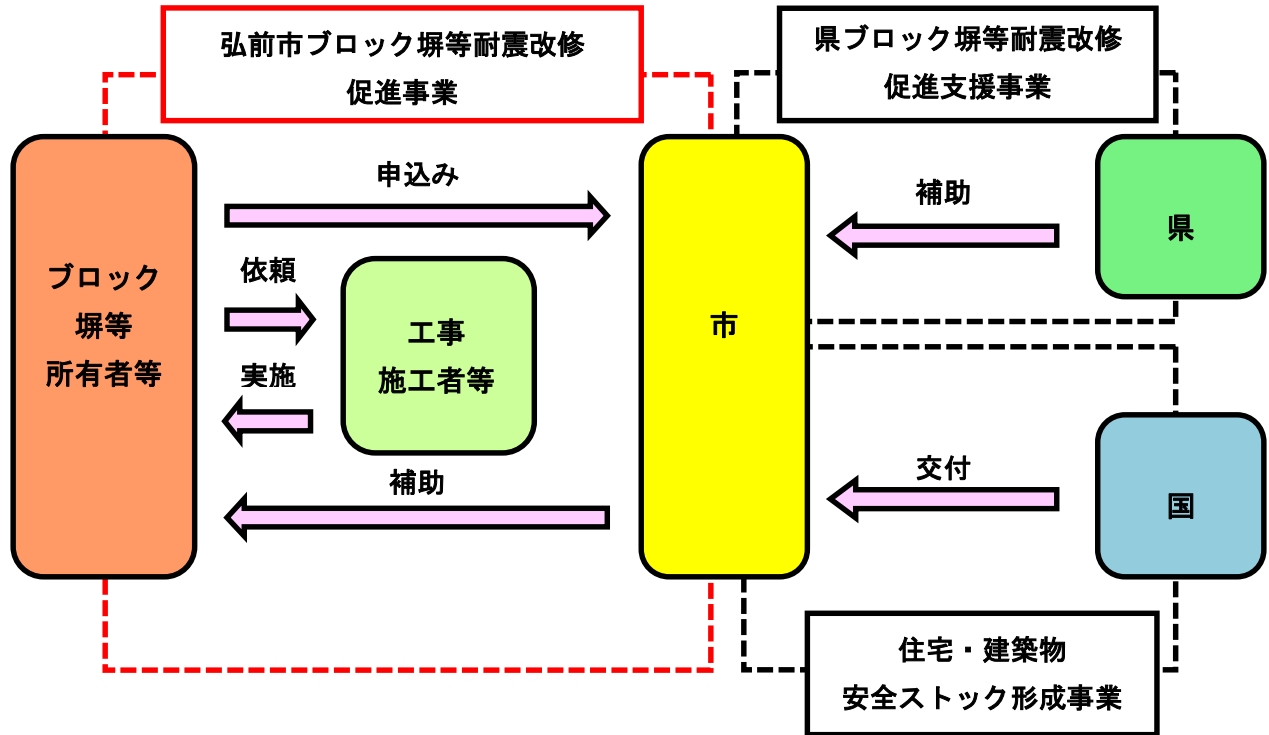 弘前市ブロック塀等耐震改修
促進事業
県ブロック塀等耐震改修
促進支援事業
申込み
補助
県
ブロック
塀等
所有者等
依頼
工事
施工者等
市
実施
補助
交付
国
住宅・建築物
安全ストック形成事業